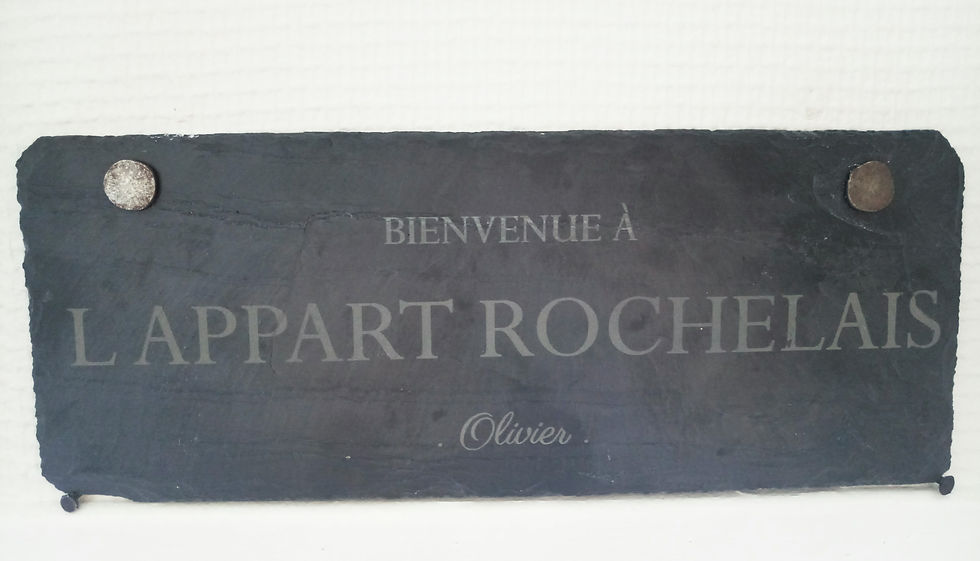 BIENVENUE À
L APPART ROCHELAIS
. Olivier .